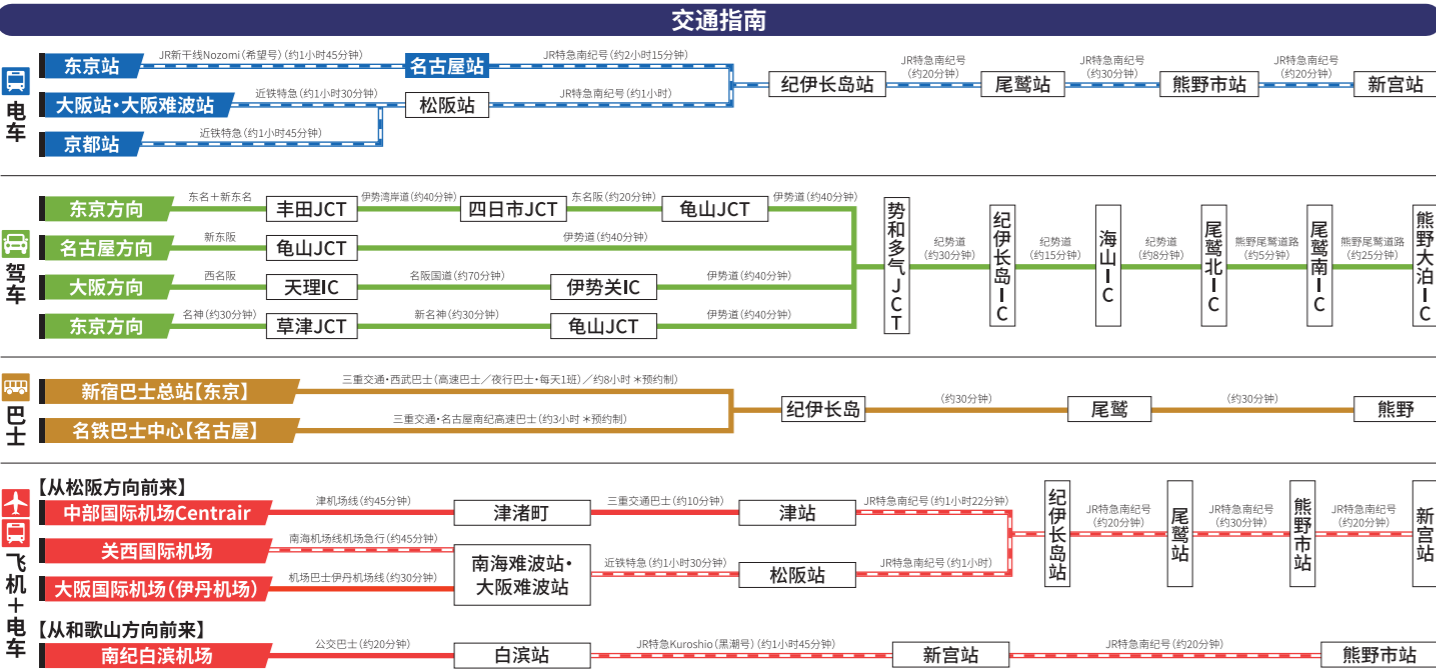 交通指南
电车
东京站
JR新干线Nozomi（希望号）（约1小时45分钟）
名古屋站
JR特急南纪号（约2小时15分钟）
大阪站・大阪难波站
近铁特急（约1小时30分钟）
松阪站
JR特急南纪号（约1小时）
京都站
近铁特急（约1小时45分钟）
纪伊长岛站
JR特急南纪号
（约20分钟）
尾鹫站
JR特急南纪号
（约30分钟）
熊野市站
JR特急南纪号
（约20分钟）
新宫站
驾车
东京方向
东名＋新东名
丰田JCT
伊势湾岸道（约40分钟）
四日市JCT
东名阪（约20分钟）
龟山JCT
伊势道（约40分钟）
名古屋方向
新东阪
龟山JCT
伊势道（约40分钟）
大阪方向
西名阪
天理IC
名阪国道（约70分钟）
伊势关IC
伊势道（约40分钟）
东京方向
名神（约30分钟）
草津JCT
新名神（约30分钟）
龟山JCT
伊势道（约40分钟）
势和多气JCT
纪势道
（约30分钟）
纪伊长岛IC
纪势道
（约15分钟）
海山IC
纪势道
（约8分钟）
尾鹫北IC
熊野尾鹫道路
（约5分钟）
尾鹫南IC
熊野尾鹫道路
（约25分钟）
熊野大泊IC
巴士
新宿巴士总站【东京】
三重交通・西武巴士（高速巴士／夜行巴士・每天1班）／约8小时 ＊预约制）
名铁巴士中心【名古屋】
三重交通・名古屋南纪高速巴士（约3小时 ＊预约制）
纪伊长岛
（约30分钟）
尾鹫
（约30分钟）
熊野
飞机＋电车
【从松阪方向前来】
中部国际机场Centrair
津机场线（约45分钟）
津渚町
三重交通巴士（约10分钟）
津站
JR特急南纪号（约1小时22分钟）
关西国际机场
南海机场线机场急行（约45分钟）
大阪国际机场（伊丹机场）
机场巴士伊丹机场线（约30分钟）
南海难波站・
大阪难波站
近铁特急（约1小时30分钟）
松阪站
JR特急南纪号（约1小时）
纪伊长岛站
JR特急南纪号
（约20分钟）
尾鹫站
JR特急南纪号
（约30分钟）
熊野市站
JR特急南纪号
（约20分钟）
新宫站
【从和歌山方向前来】
南纪白滨机场
公交巴士（约20分钟）
白滨站
JR特急Kuroshio（黑潮号）（约1小时45分钟）
新宫站
JR特急南纪号（约20分钟）
熊野市站